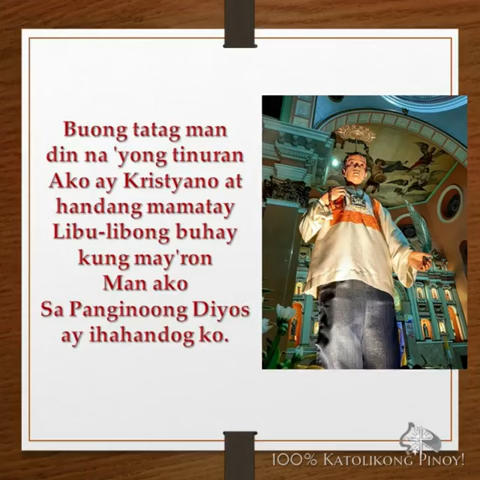 Buong tatag man
din na 'yong tinuran
Ako ay Kristyano at
handang mamatay
Libu-libong buhay
kung may'ron
Man ako
Sa Panginoong Diyos
ay ihahandog ko.
100% KATOLIKONG PINOY!